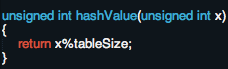 unsigned int hashValue(unsigned int x)
{
return x%tableSize;
}